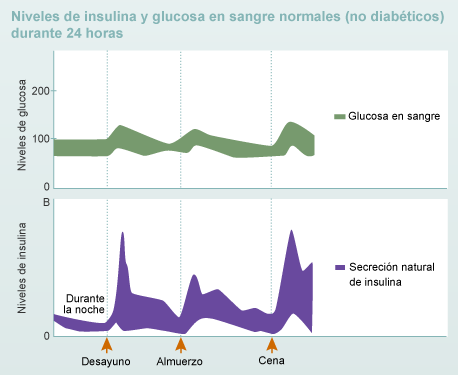 Niveles de insulina y glucosa en sangre normales (no diabéticos)
durante 24 horas
Niveles de glucosa
200
100
0
Glucosa en sangre
B
Niveles de insulina
0
Durante
la noche
Secreción natural
de insulina
Desayuno
Almuerzo
Cena